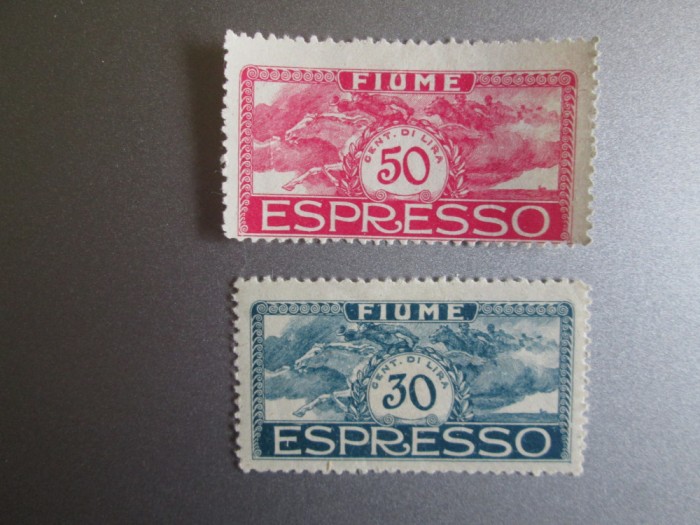 FIUME
CENT. DI LIRA
50
ESPRESSO
FIUME
CENT. DI LIRA
30
ESPRESSO